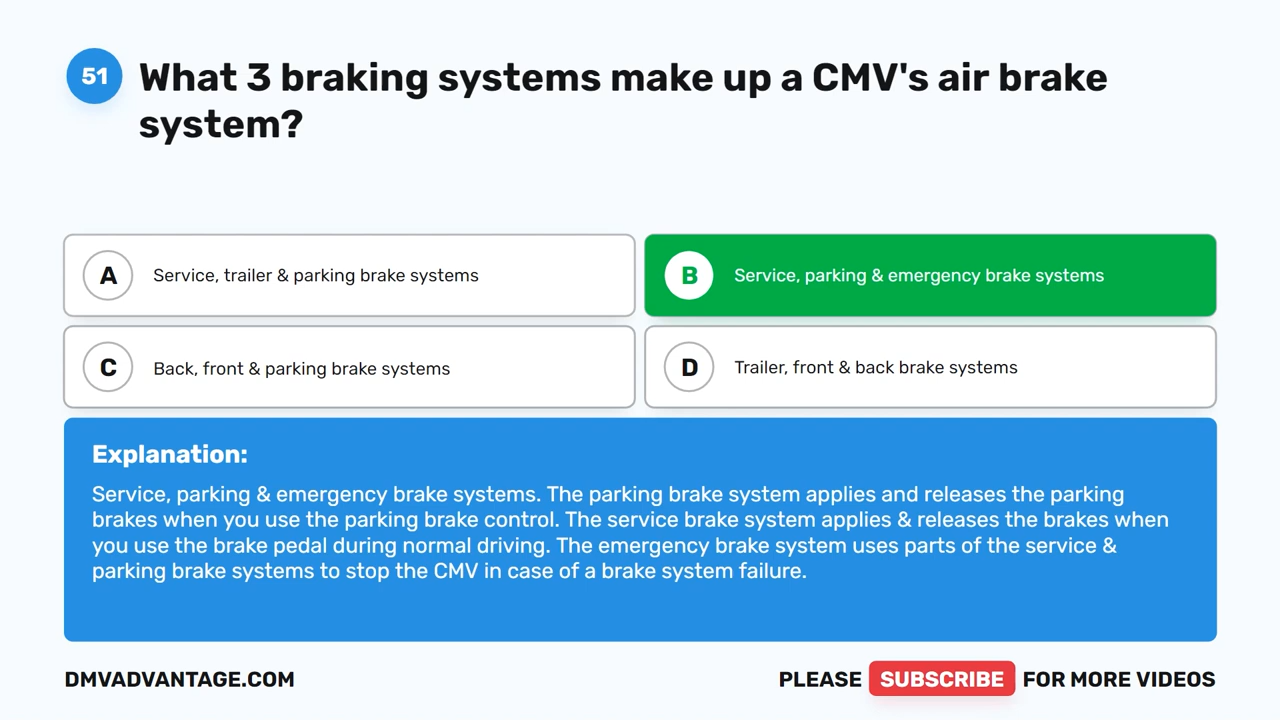 51
What 3 braking systems make up a CMV's air brake
system?
A
Service, trailer & parking brake systems
B
Service, parking & emergency brake systems
C
Back, front & parking brake systems
D
Trailer, front & back brake systems
Explanation:
Service, parking & emergency brake systems. The parking brake system applies and releases the parking
brakes when you use the parking brake control. The service brake system applies & releases the brakes when
you use the brake pedal during normal driving. The emergency brake system uses parts of the service &
parking brake systems to stop the CMV in case of a brake system failure.
DMVADVANTAGE.COM
PLEASE SUBSCRIBE FOR MORE VIDEOS